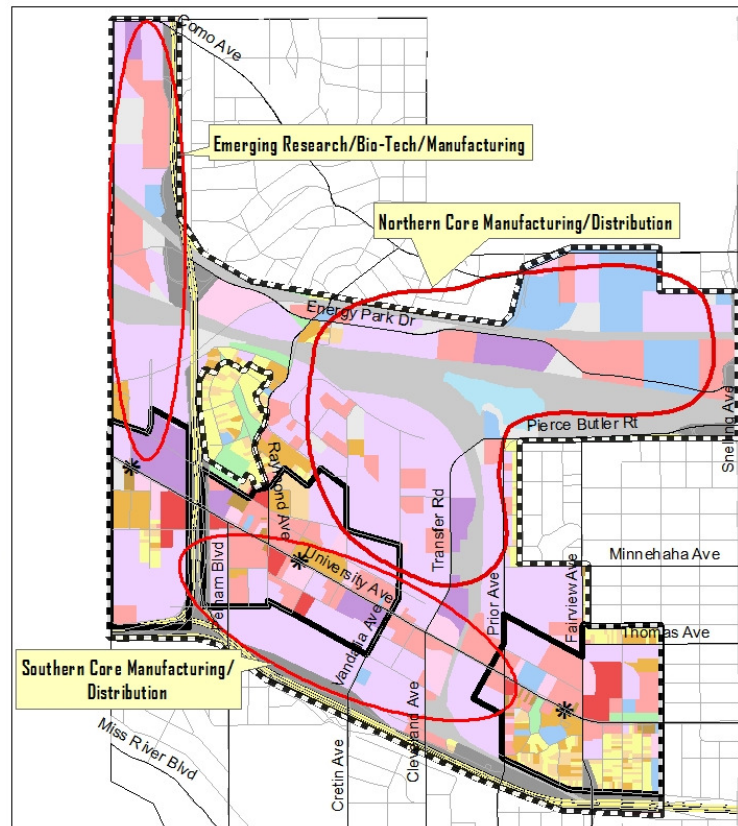 Como Ave
Emerging Research/Bio-Tech/Manufacturing
Northern Core Manufacturing/Distribution
Energy Park Dr
Pierce Butler Rt
Snelling Ave
Raymond Ave
Transfer Rd
Minnehaha Ave
University Ave
Pelham Blvd
Prior Ave
Fairview Ave
Thomas Ave
Vandalia Ave
Southern Core Manufacturing/
Distribution
Cleveland Ave
Miss River Blvd
Cretin Ave